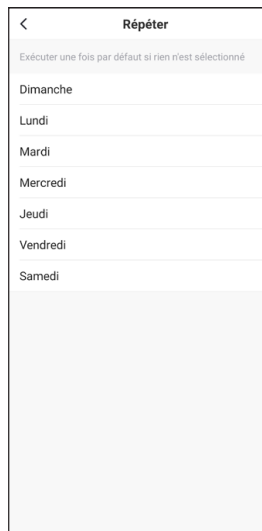 Répéter
Exécuter une fois par défaut si rien n'est sélectionné
Dimanche
Lundi
Mardi
Mercredi
Jeudi
Vendredi
Samedi